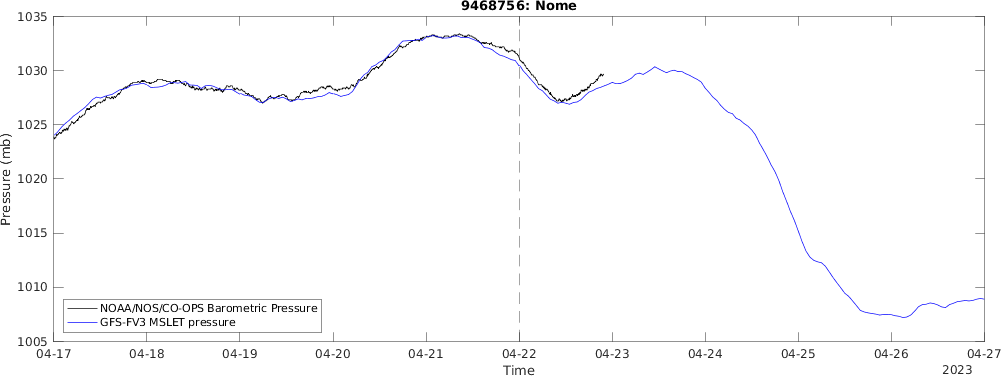 9468756: Nome
1035
1030
1025
1020
1015
1010
1005
Pressure (mb)
NOAA/NOS/CO-OPS Barometric Pressure
GFS-FV3 MSLET pressure
04-17 04-18 04-19 04-20 04-21 04-22 04-23 04-24 04-25 04-26 04-27
Time
2023